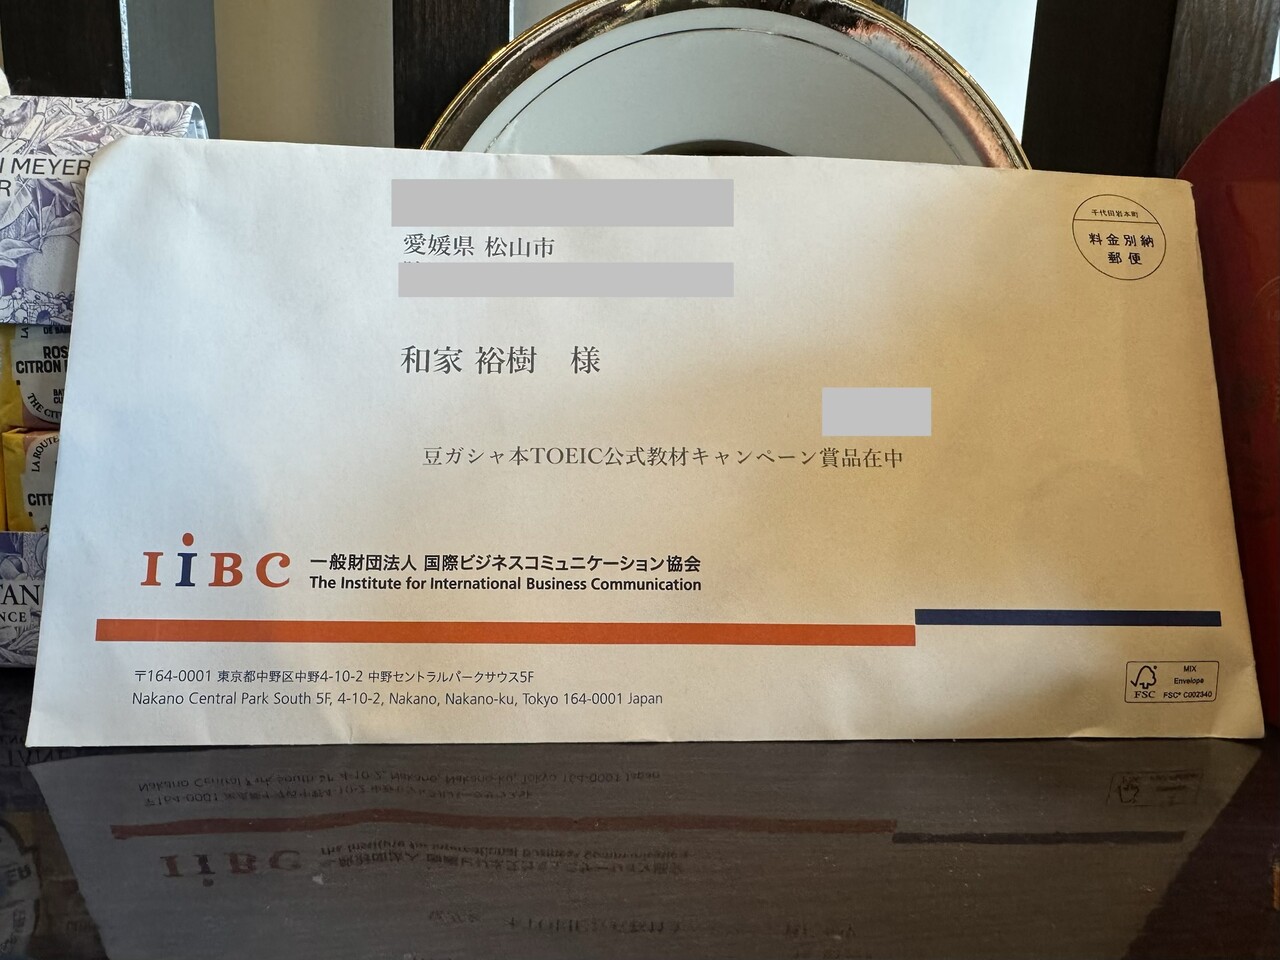 愛媛県 松山市
和家 裕樹　様
豆ガシャ本TOEIC公式教材キャンペーン賞品在中
千代田岩本町
料金別納
郵便
IiBC
一般財団法人 国際ビジネスコミュニケーション協会
The Institute for International Business Communication
〒164-0001 東京都中野区中野4-10-2 中野セントラルパークサウス5F
Nakano Central Park South 5F, 4-10-2, Nakano, Nakano-ku, Tokyo 164-0001 Japan
FSC
MIX
Envelope
FSC® C002340
MEYER
CITRON